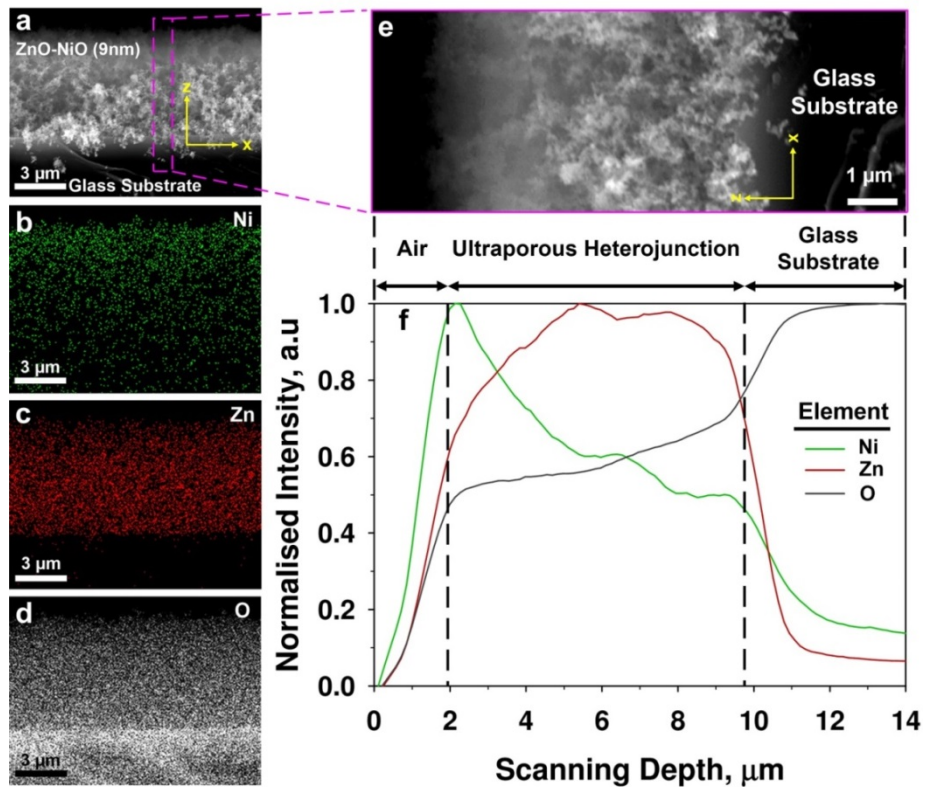 a
ZnO-NiO (9nm)
Z
X
3 μm
Glass Substrate
b
Ni
3 μm
c
Zn
3 μm
d
O
3 μm
e
Glass
Substrate
X
Z
1 μm
Air
Ultraporous Heterojunction
Glass
Substrate
f
Normalised Intensity, a.u
1.0
0.8
0.6
0.4
0.2
0.0
Element
Ni
Zn
O
0 2 4 6 8 10 12 14
Scanning Depth, μm